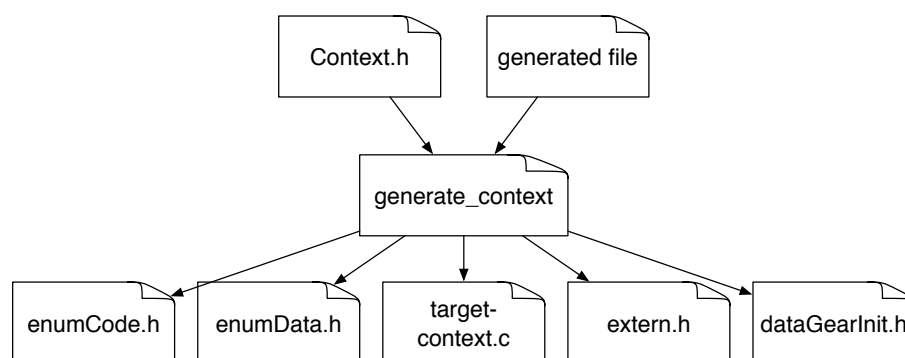 Context.h
generated file
generate_context
enumCode.h
enumData.h
target-
context.c
extern.h
dataGearInit.h